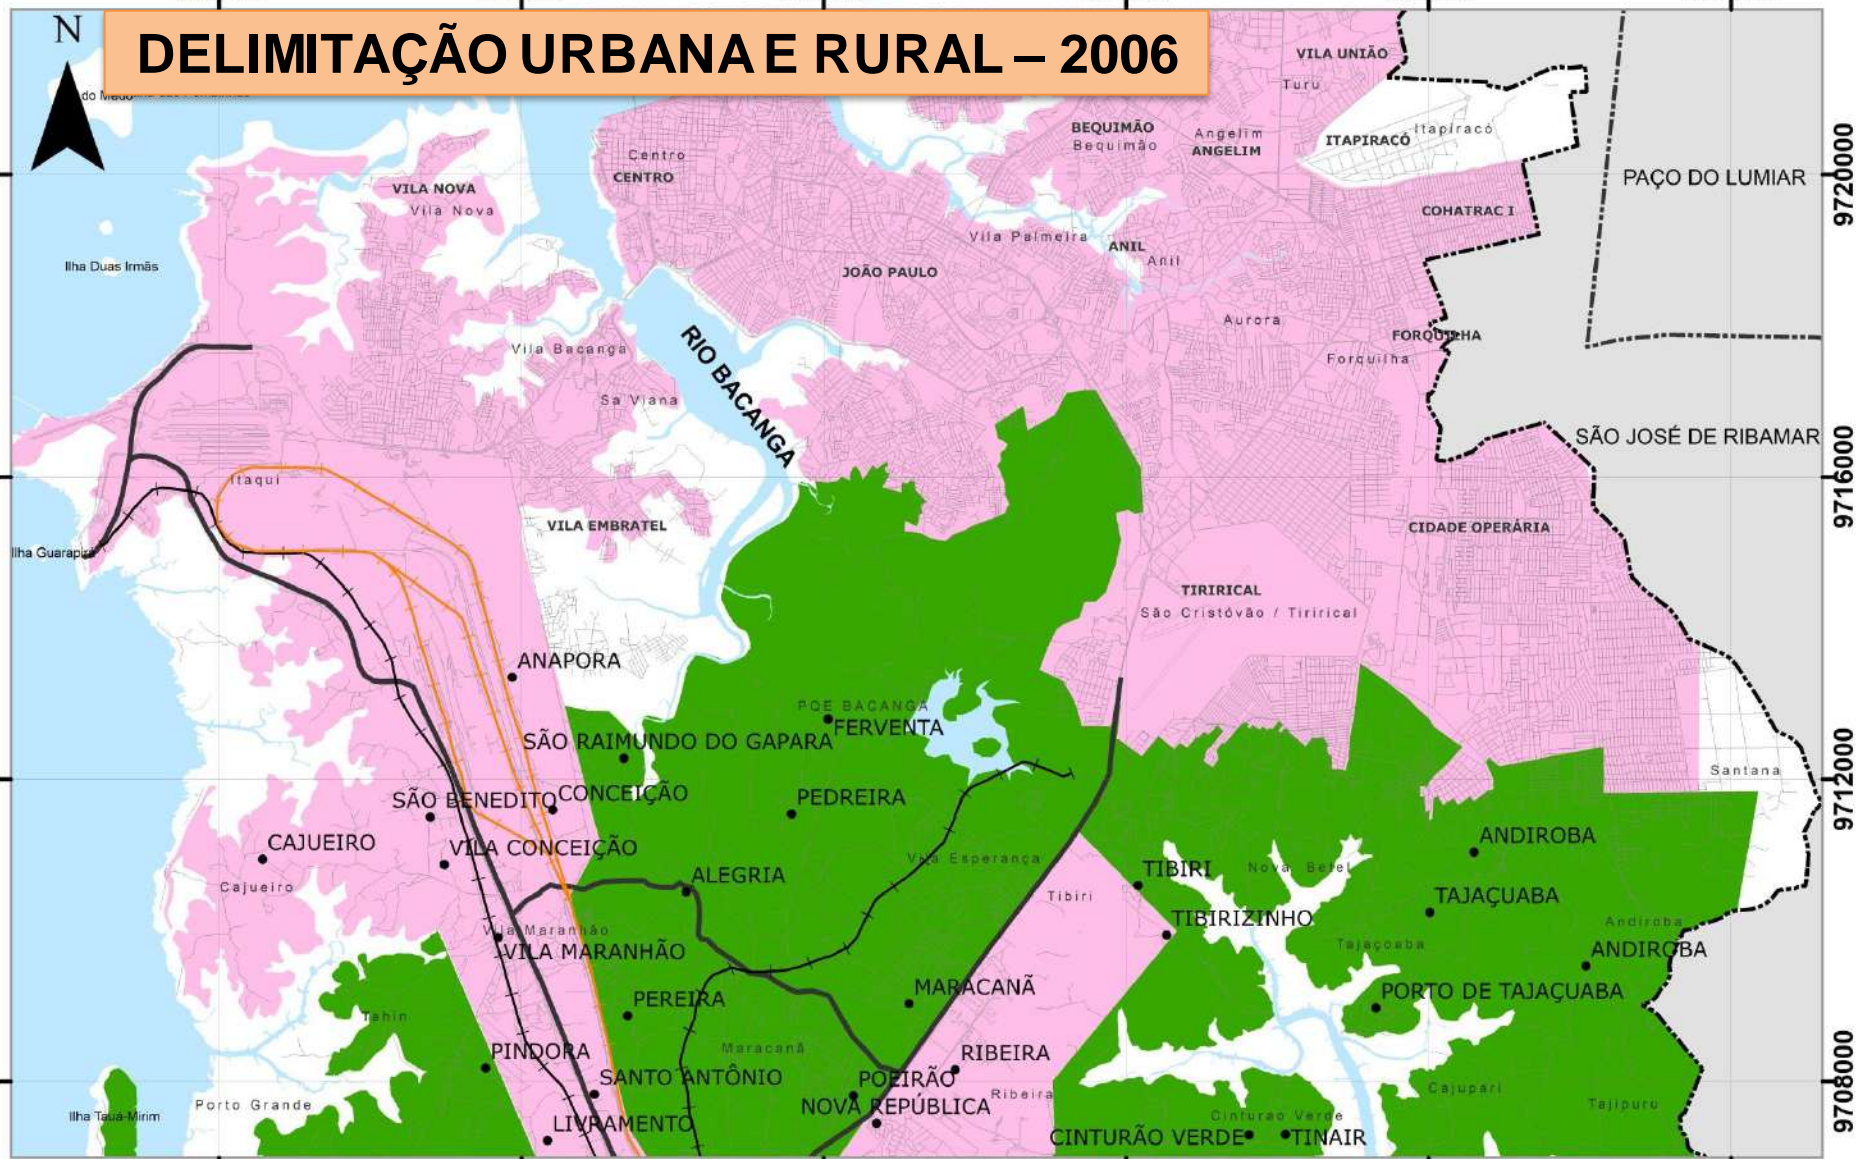 DELIMITAÇÃO URBANA E RURAL – 2006
N
VILA UNIÃO
Turu
do Medo
BEQUIMÃO
Bequimão
Angelim
ANGELIM
ITAPIRACÓ
Itapiracó
9720000
Centro
CENTRO
PAÇO DO LUMIAR
VILA NOVA
Vila Nova
COHATRAC I
Vila Palmeira
ANIL
Anil
Ilha Duas Irmãs
JOÃO PAULO
Aurora
FORQUILHA
Forquilha
Vila Bacanga
RIO BACANGA
Sa Viana
SÃO JOSÉ DE RIBAMAR
9716000
Itaqui
VILA EMBRATEL
CIDADE OPERÁRIA
Ilha Guarapirá
TIRIRICAL
São Cristóvão / Tirirical
ANAPORA
PQE BACANGA
FERVENTA
SÃO RAIMUNDO DO GAPARA
Santana
9712000
SÃO BENEDITO
CONCEIÇÃO
PEDREIRA
CAJUEIRO
VILA CONCEIÇÃO
ANDIROBA
Cajueiro
ALEGRIA
Vila Esperança
TIBIRI
Nova Betel
Tibiri
TAJAÇUABA
TIBIRIZINHO
Andiroba
Vila Maranhão
VILA MARANHÃO
Tajaçoaba
ANDIROBA
PEREIRA
MARACANÃ
PORTO DE TAJAÇUABA
Tahin
Maracanã
PINDORA
RIBEIRA
SANTO ANTÔNIO
POEIRÃO
9708000
Cajupari
Ribeira
Porto Grande
NOVA REPÚBLICA
Tajipuru
Ilha Tauá-Mirim
LIVRAMENTO
Cinturao Verde
CINTURÃO VERDE
TINAIR